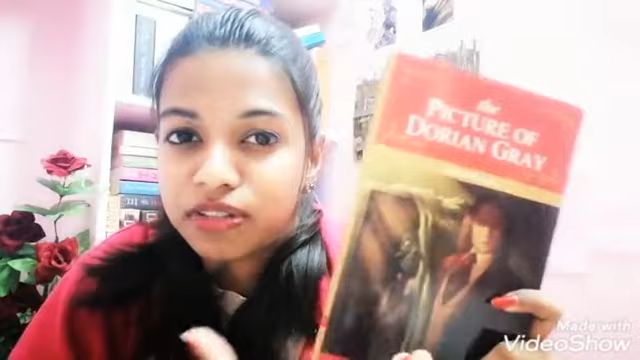 the
PICTURE OF
DORIAN GRAY
Made with
VideoShow